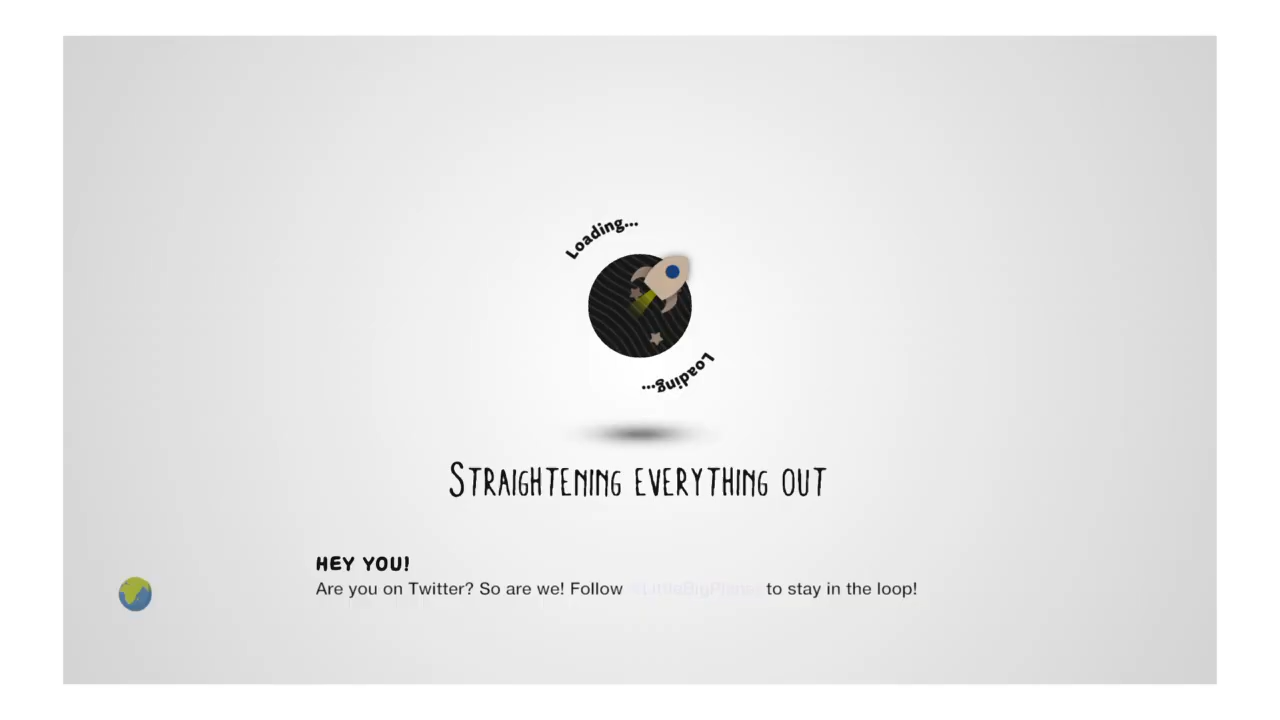 Loading...
Loading...
STRAIGHTENING EVERYTHING OUT
HEY YOU!
Are you on Twitter? So are we! Follow @LittleBigPlanet to stay in the loop!